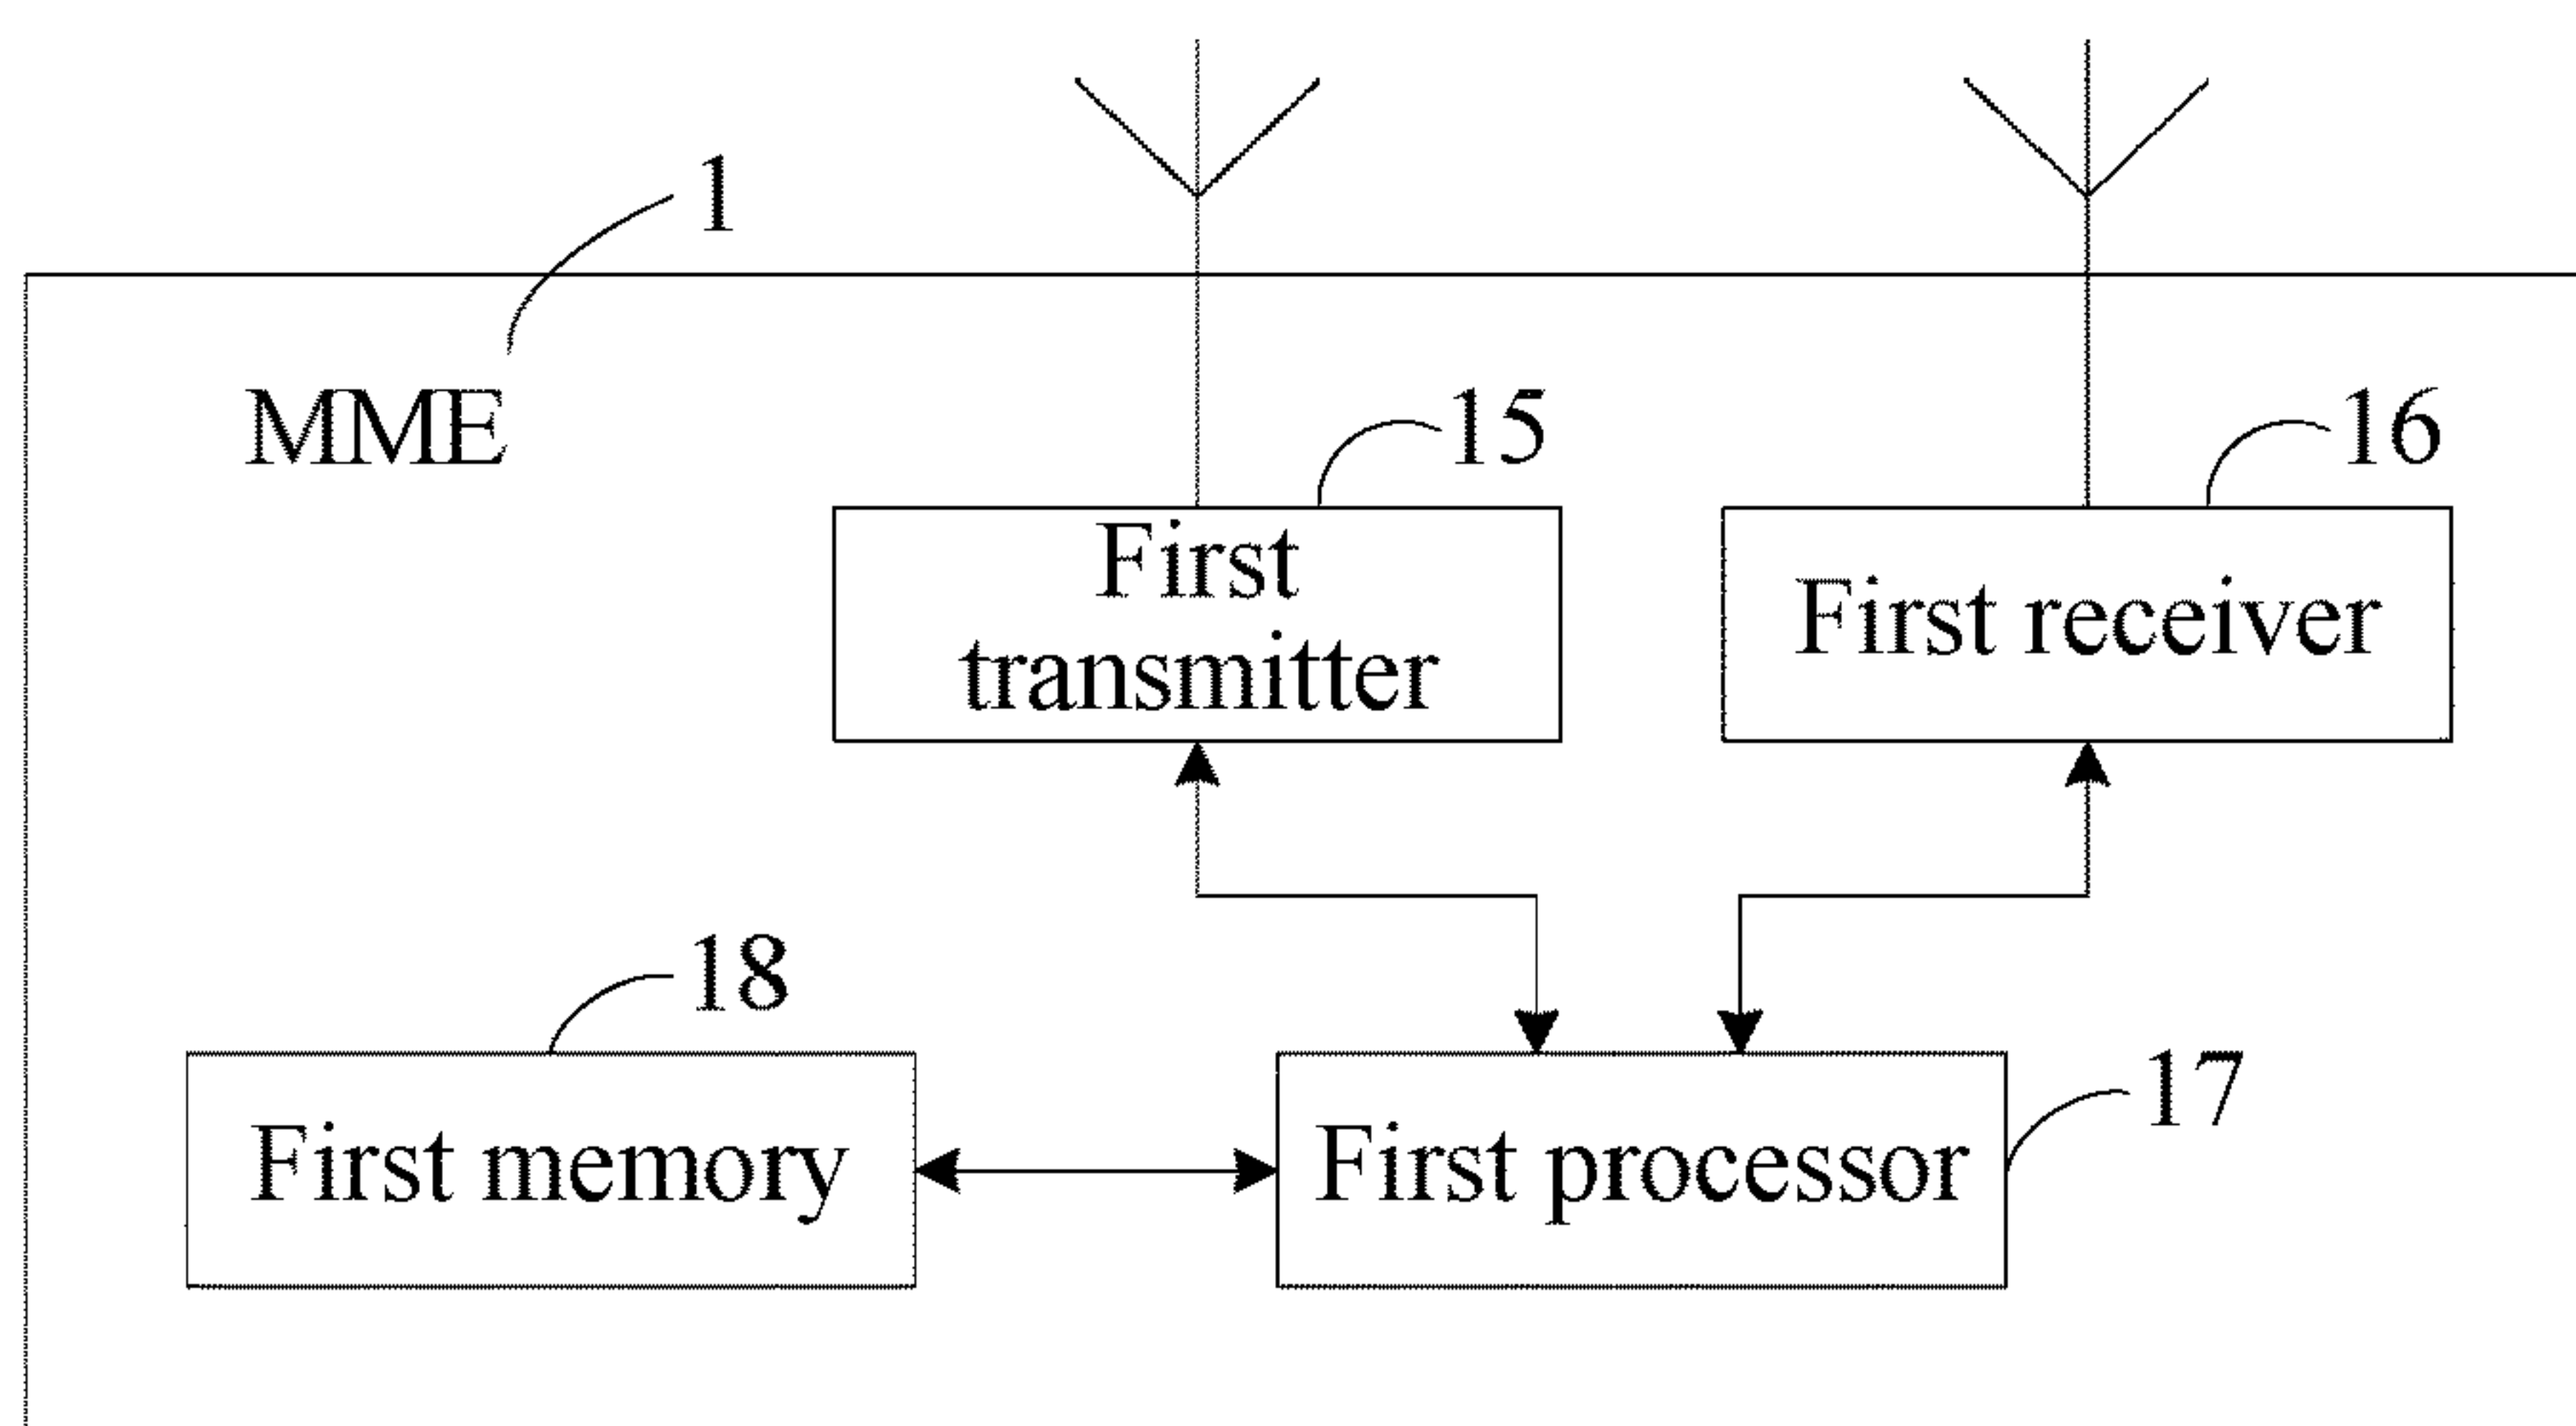 1
MME
15
16
First
transmitter
First receiver
18
17
First memory
First processor